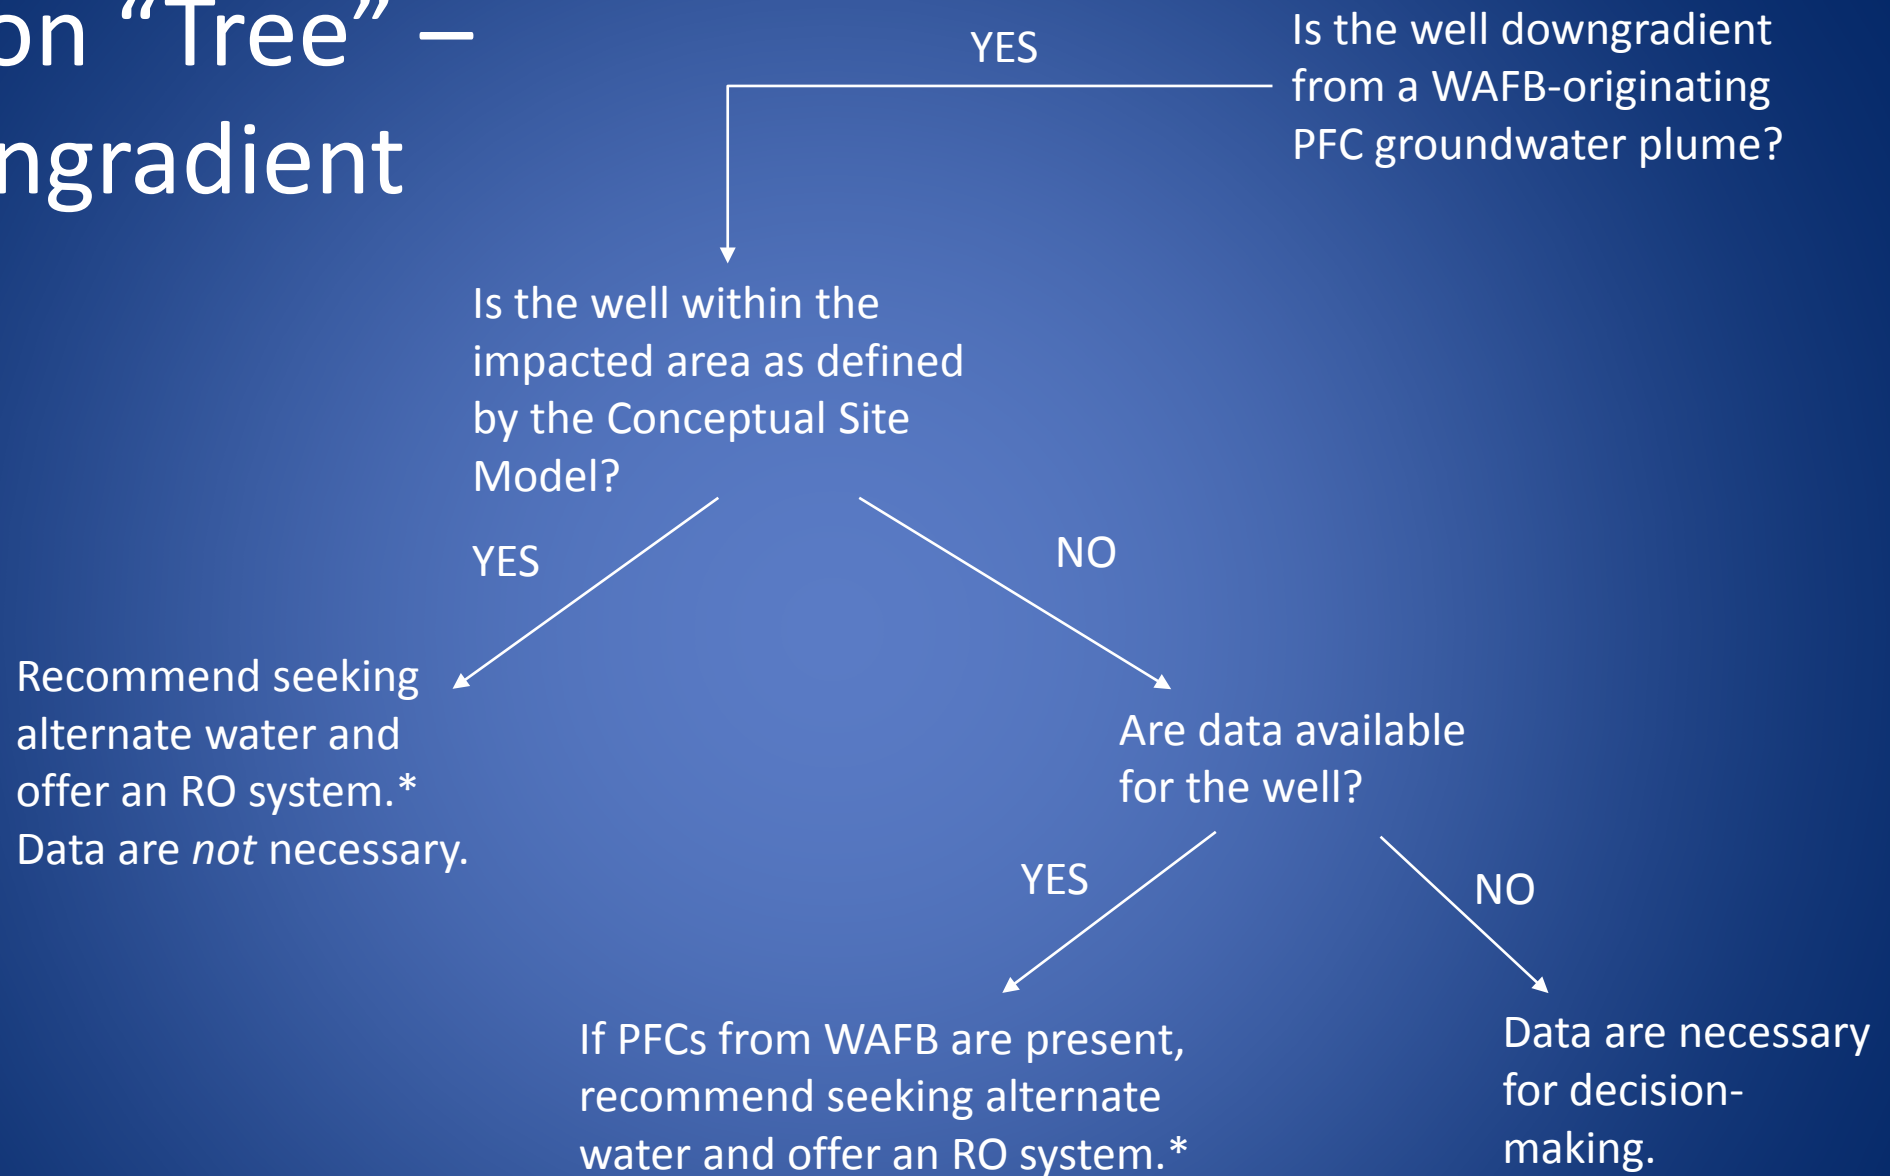 “Tree” –
YES
Is the well downgradient
from a WAFB-originating
PFC groundwater plume?
Is the well within the
impacted area as defined
by the Conceptual Site
Model?
YES
NO
Recommend seeking
alternate water and
offer an RO system.*
Data are not necessary.
Are data available
for the well?
YES
NO
If PFCs from WAFB are present,
recommend seeking alternate
water and offer an RO system.*
Data are necessary
for decision-
making.